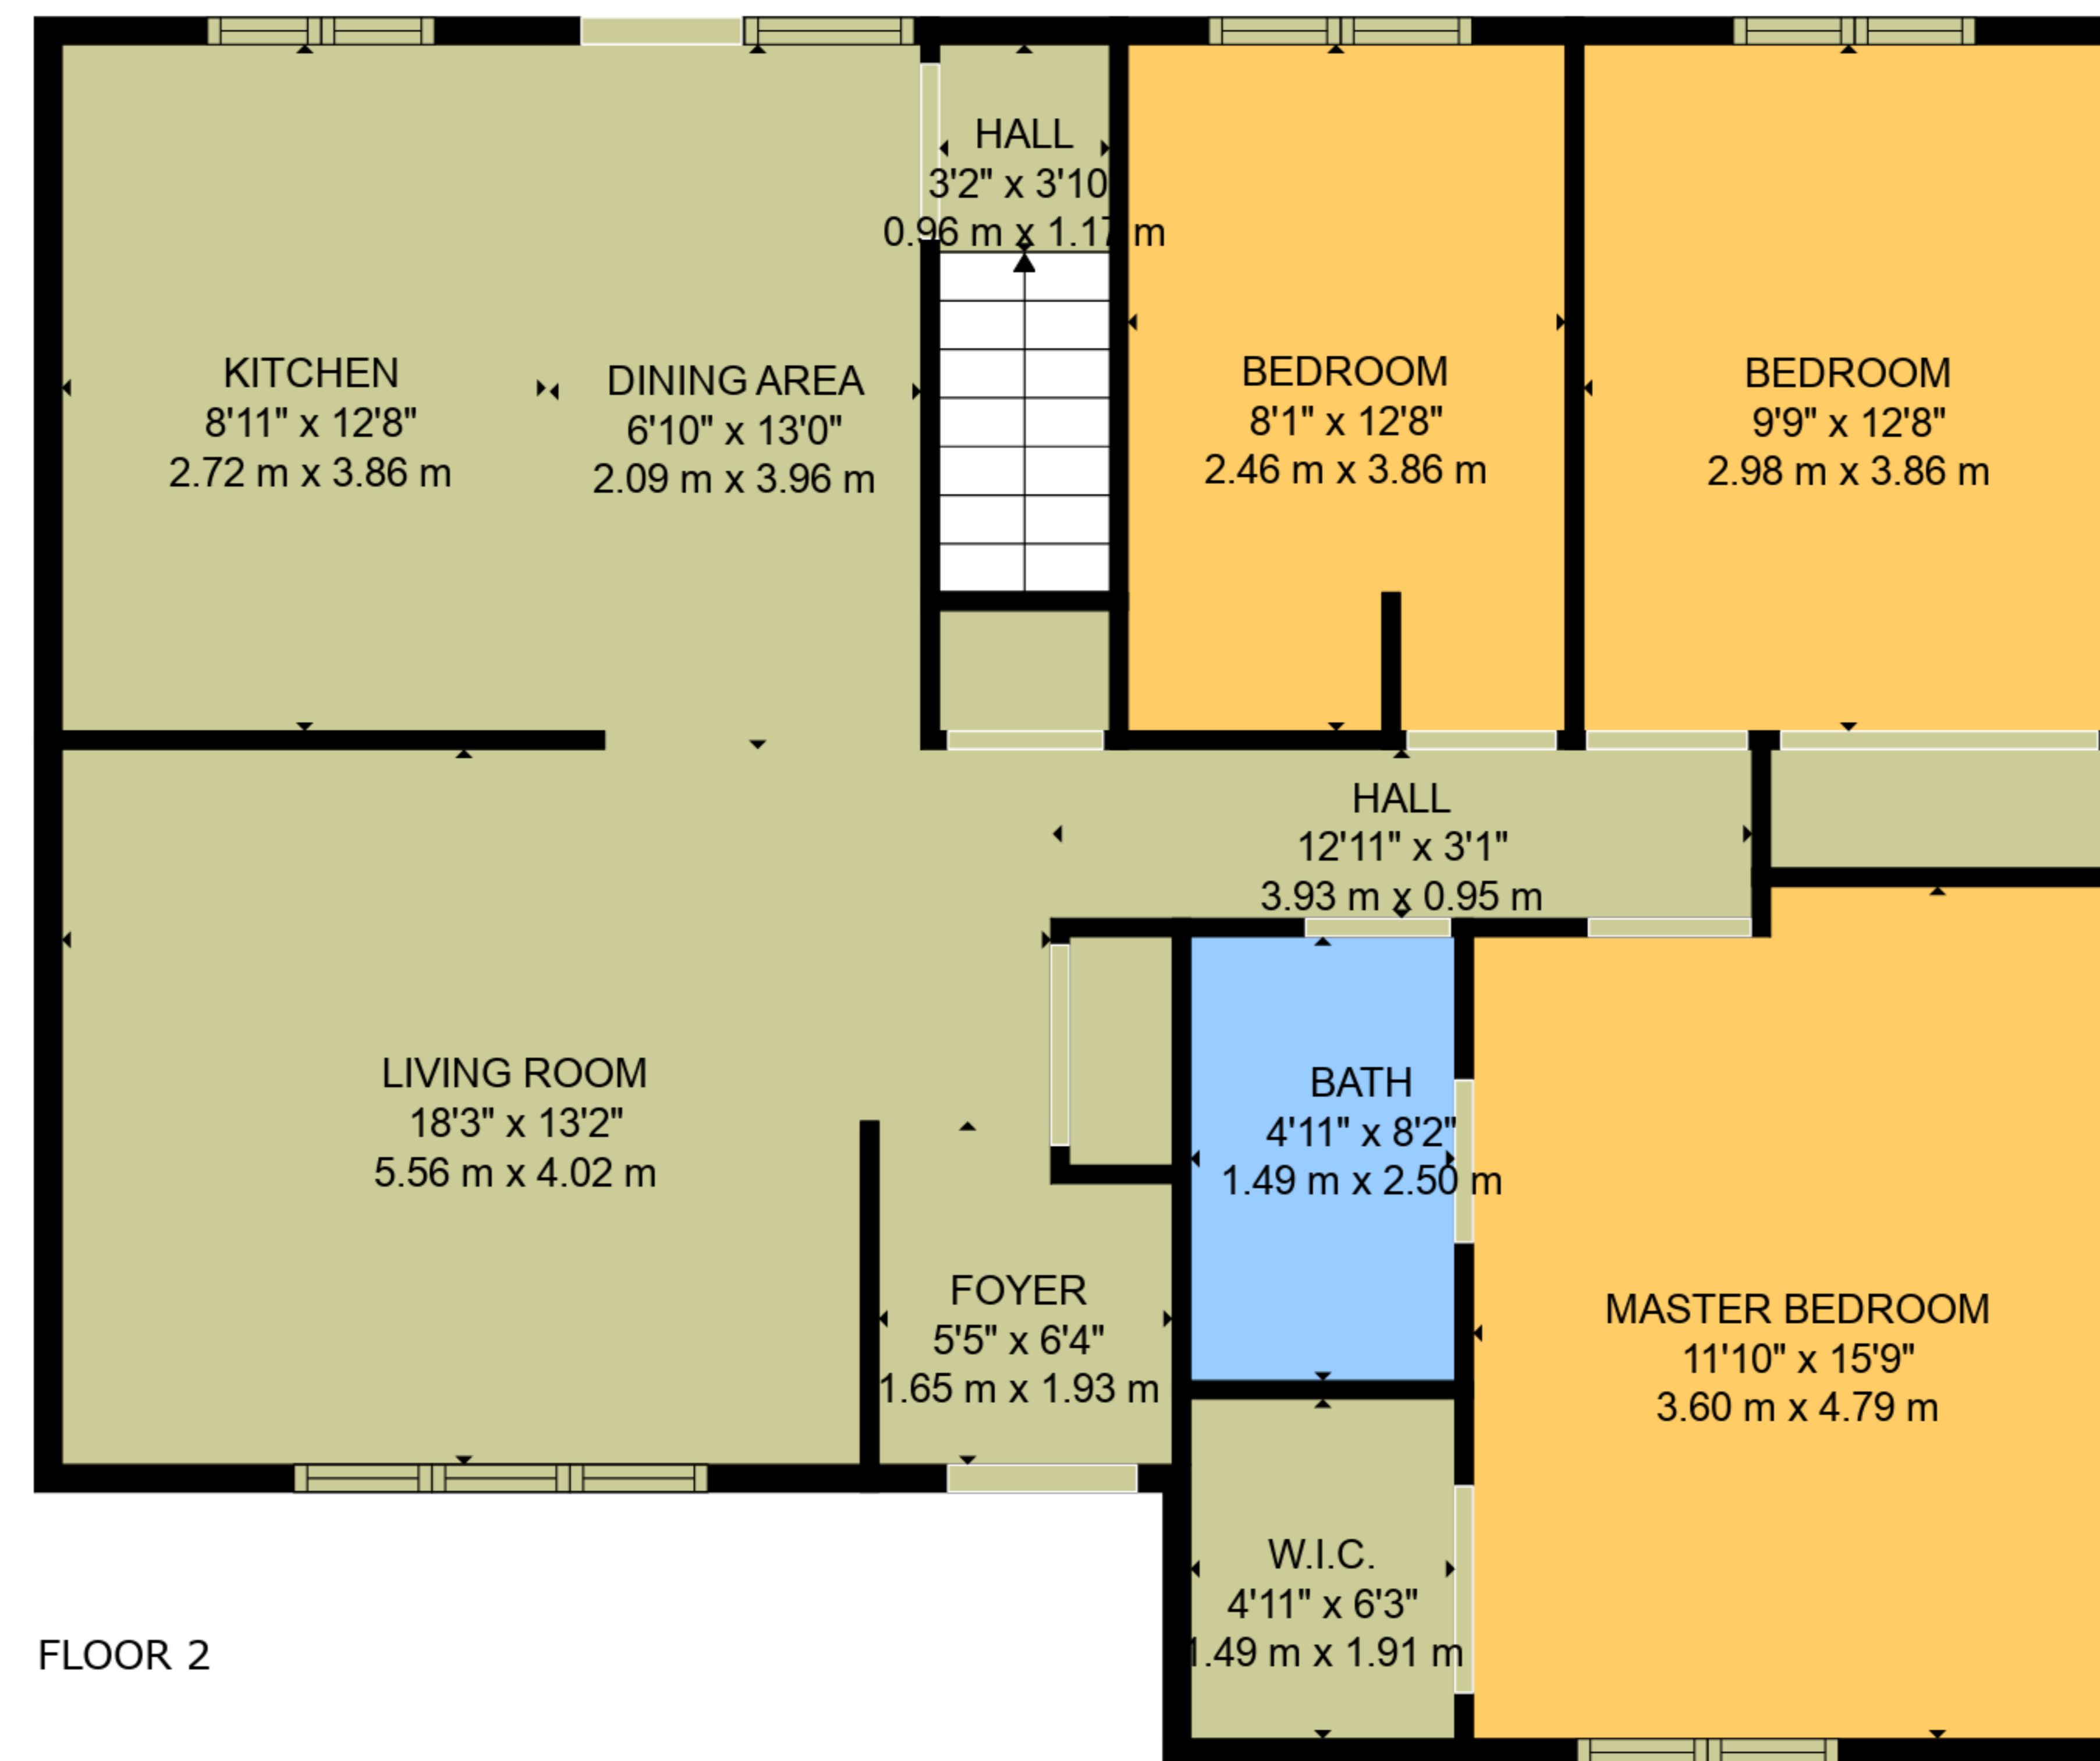 HALL
3'2" x 3'10
0.96 m x 1.17 m
KITCHEN
8'11" x 12'8"
2.72 m x 3.86 m
DINING AREA
6'10" x 13'0"
2.09 m x 3.96 m
BEDROOM
8'1" x 12'8"
2.46 m x 3.86 m
BEDROOM
9'9" x 12'8"
2.98 m x 3.86 m
HALL
12'11" x 3'1"
3.93 m x 0.95 m
LIVING ROOM
18'3" x 13'2"
5.56 m x 4.02 m
BATH
4'11" x 8'2"
1.49 m x 2.50 m
FOYER
5'5" x 6'4"
1.65 m x 1.93 m
MASTER BEDROOM
11'10" x 15'9"
3.60 m x 4.79 m
W.I.C.
4'11" x 6'3"
1.49 m x 1.91 m
FLOOR 2